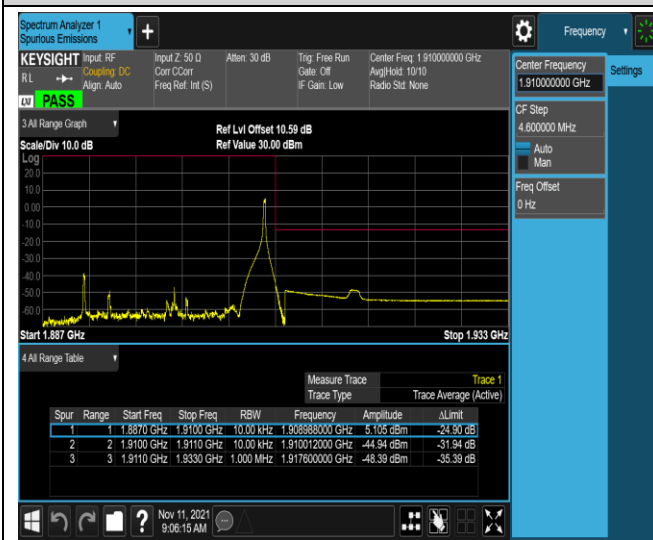 Spectrum Analyzer 1
Spurious Emissions
Frequency
KEYSIGHT Input: RF Input Z: 50 Ω Atten: 30 dB Trig: Free Run Center Freq: 1.910000000 GHz
RL Coupling: DC Corr CCorr Gate: Off Avg|Hold: 10/10
Align: Auto Freq Ref: Int (S) IF Gain: Low Radio Std: None
LXI PASS
Center Frequency
1.910000000 GHz
Settings
CF Step
4.600000 MHz
Auto
Man
Freq Offset
0 Hz
3 All Range Graph
Ref Lvl Offset 10.59 dB
Scale/Div 10.0 dB Ref Value 30.00 dBm
Log
20.0
10.0
0.00
-10.0
-20.0
-30.0
-40.0
-50.0
-60.0
Start 1.887 GHz Stop 1.933 GHz
4 All Range Table
Measure Trace Trace 1
Trace Type Trace Average (Active)
Spur Range Start Freq Stop Freq RBW Frequency Amplitude ΔLimit
1 1 1.8870 GHz 1.9100 GHz 10.00 kHz 1.908988000 GHz 5.105 dBm -24.90 dB
2 2 1.9100 GHz 1.9110 GHz 10.00 kHz 1.910012000 GHz -44.94 dBm -31.94 dB
3 3 1.9110 GHz 1.9330 GHz 1.000 MHz 1.917600000 GHz -48.39 dBm -35.39 dB
Nov 11, 2021
9:06:15 AM